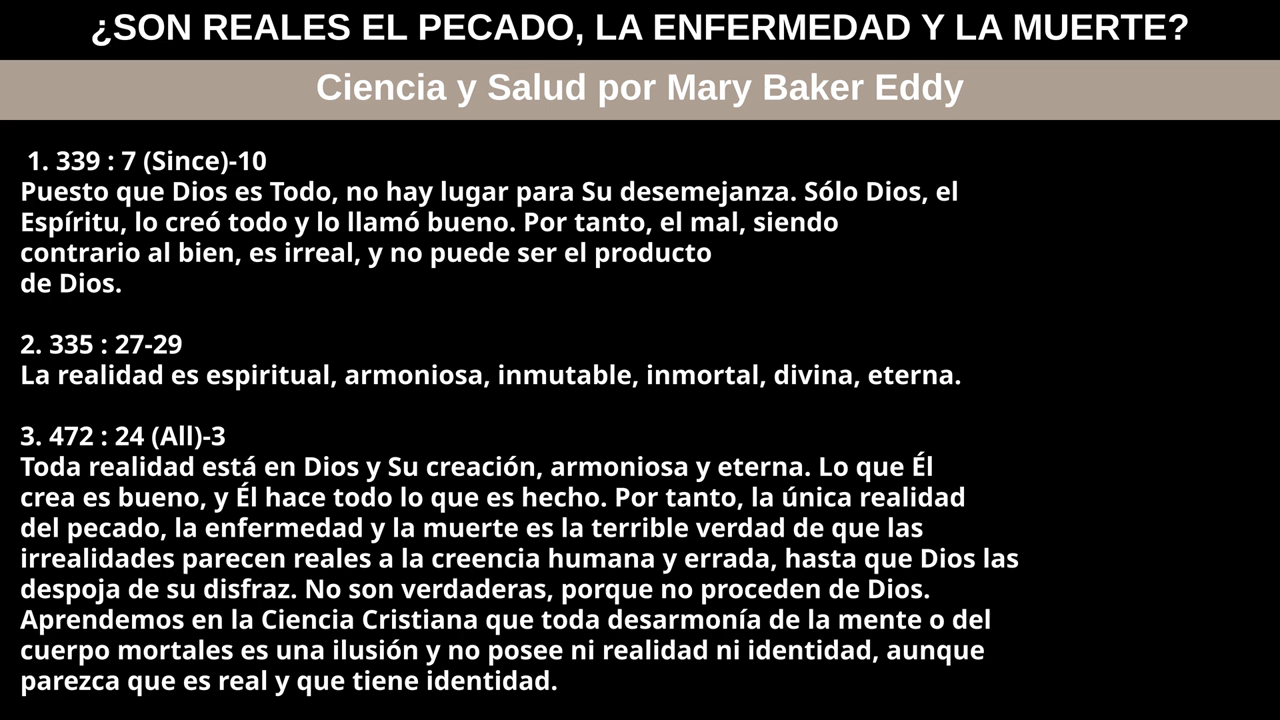 ¿SON REALES EL PECADO, LA ENFERMEDAD Y LA MUERTE?
Ciencia y Salud por Mary Baker Eddy
1. 339 : 7 (Since)-10
Puesto que Dios es Todo, no hay lugar para Su desemejanza. Sólo Dios, el
Espíritu, lo creó todo y lo llamó bueno. Por tanto, el mal, siendo
contrario al bien, es irreal, y no puede ser el producto
de Dios.
2. 335 : 27-29
La realidad es espiritual, armoniosa, inmutable, inmortal, divina, eterna.
3. 472 : 24 (All)-3
Toda realidad está en Dios y Su creación, armoniosa y eterna. Lo que Él
crea es bueno, y Él hace todo lo que es hecho. Por tanto, la única realidad
del pecado, la enfermedad y la muerte es la terrible verdad de que las
irrealidades parecen reales a la creencia humana y errada, hasta que Dios las
despoja de su disfraz. No son verdaderas, porque no proceden de Dios.
Aprendemos en la Ciencia Cristiana que toda desarmonía de la mente o del
cuerpo mortales es una ilusión y no posee ni realidad ni identidad, aunque
parezca que es real y que tiene identidad.